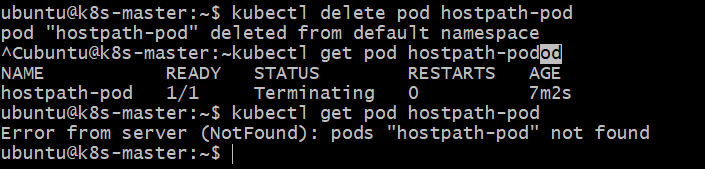 ubuntu@k8s-master:~$ kubectl delete pod hostpath-pod
pod "hostpath-pod" deleted from default namespace
^Cubuntu@k8s-master:~kubectl get pod hostpath-podod
NAME READY STATUS RESTARTS AGE
hostpath-pod 1/1 Terminating 0 7m2s
ubuntu@k8s-master:~$ kubectl get pod hostpath-pod
Error from server (NotFound): pods "hostpath-pod" not found
ubuntu@k8s-master:~$